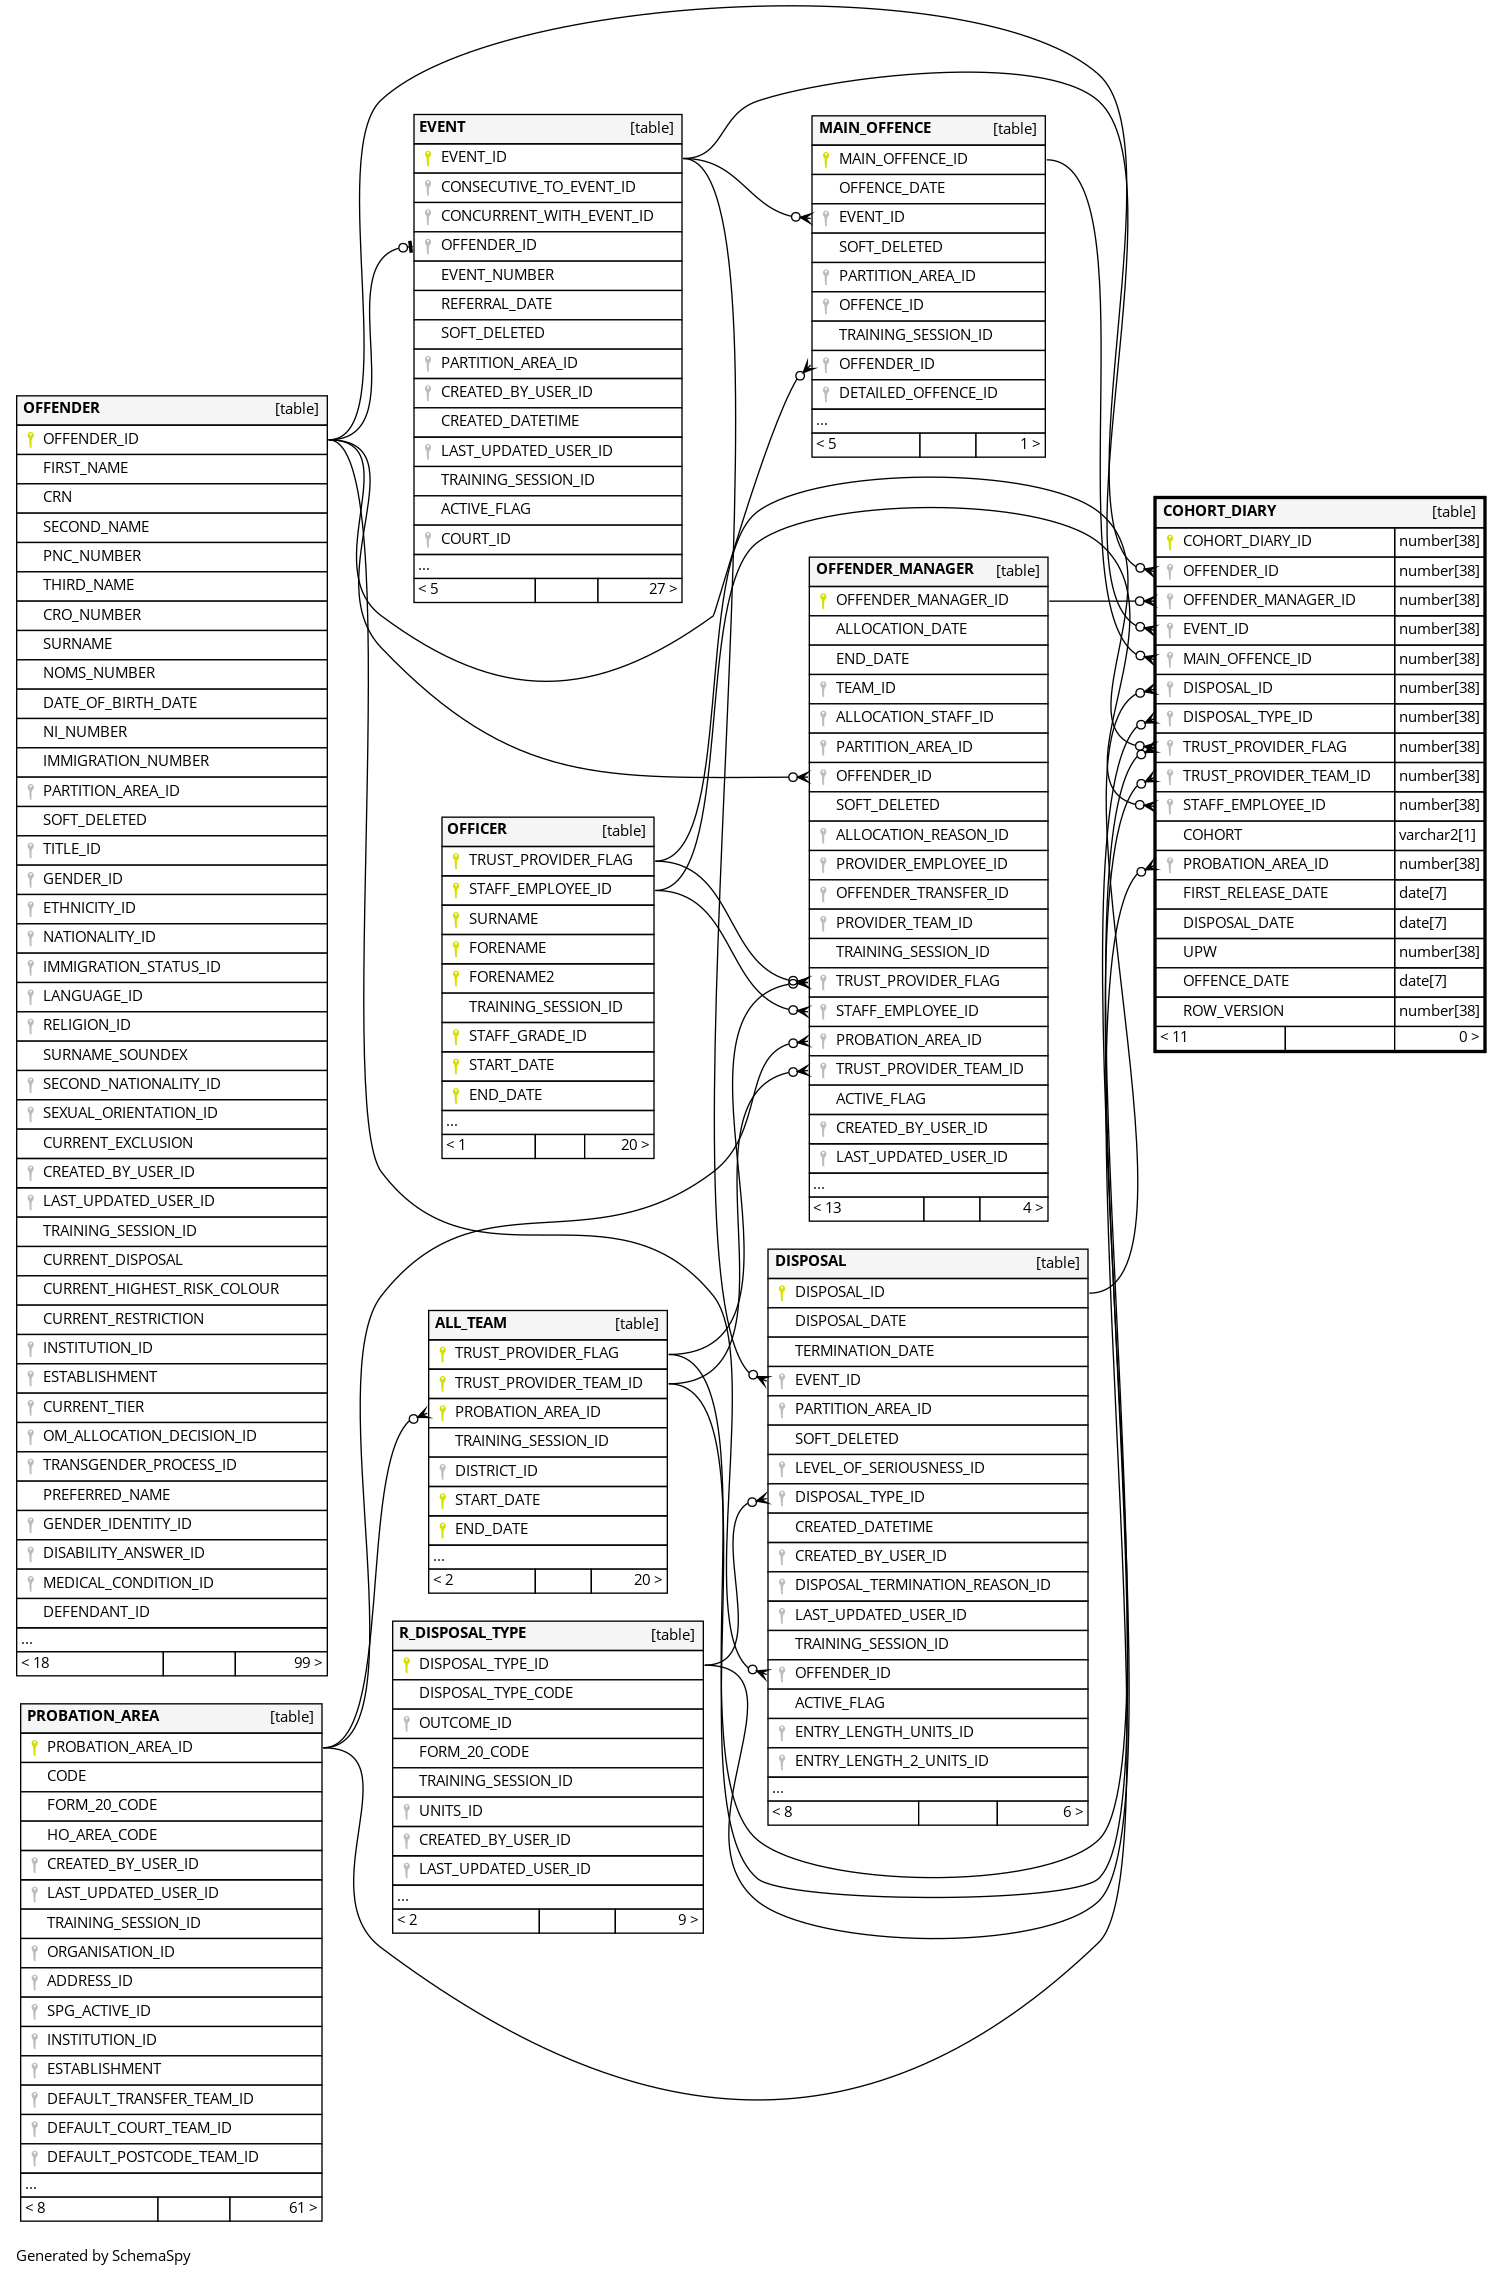 EVENT [table]
EVENT_ID
CONSECUTIVE_TO_EVENT_ID
CONCURRENT_WITH_EVENT_ID
OFFENDER_ID
EVENT_NUMBER
REFERRAL_DATE
SOFT_DELETED
PARTITION_AREA_ID
CREATED_BY_USER_ID
CREATED_DATETIME
LAST_UPDATED_USER_ID
TRAINING_SESSION_ID
ACTIVE_FLAG
COURT_ID
...
< 5 27 >
MAIN_OFFENCE [table]
MAIN_OFFENCE_ID
OFFENCE_DATE
EVENT_ID
SOFT_DELETED
PARTITION_AREA_ID
OFFENCE_ID
TRAINING_SESSION_ID
OFFENDER_ID
DETAILED_OFFENCE_ID
...
< 5 1 >
OFFENDER [table]
OFFENDER_ID
FIRST_NAME
CRN
SECOND_NAME
PNC_NUMBER
THIRD_NAME
CRO_NUMBER
SURNAME
NOMS_NUMBER
DATE_OF_BIRTH_DATE
NI_NUMBER
IMMIGRATION_NUMBER
PARTITION_AREA_ID
SOFT_DELETED
TITLE_ID
GENDER_ID
ETHNICITY_ID
NATIONALITY_ID
IMMIGRATION_STATUS_ID
LANGUAGE_ID
RELIGION_ID
SURNAME_SOUNDEX
SECOND_NATIONALITY_ID
SEXUAL_ORIENTATION_ID
CURRENT_EXCLUSION
CREATED_BY_USER_ID
LAST_UPDATED_USER_ID
TRAINING_SESSION_ID
CURRENT_DISPOSAL
CURRENT_HIGHEST_RISK_COLOUR
CURRENT_RESTRICTION
INSTITUTION_ID
ESTABLISHMENT
CURRENT_TIER
OM_ALLOCATION_DECISION_ID
TRANSGENDER_PROCESS_ID
PREFERRED_NAME
GENDER_IDENTITY_ID
DISABILITY_ANSWER_ID
MEDICAL_CONDITION_ID
DEFENDANT_ID
...
< 18 99 >
COHORT_DIARY [table]
COHORT_DIARY_ID number[38]
OFFENDER_ID number[38]
OFFENDER_MANAGER_ID number[38]
EVENT_ID number[38]
MAIN_OFFENCE_ID number[38]
DISPOSAL_ID number[38]
DISPOSAL_TYPE_ID number[38]
TRUST_PROVIDER_FLAG number[38]
TRUST_PROVIDER_TEAM_ID number[38]
STAFF_EMPLOYEE_ID number[38]
COHORT varchar2[1]
PROBATION_AREA_ID number[38]
FIRST_RELEASE_DATE date[7]
DISPOSAL_DATE date[7]
UPW number[38]
OFFENCE_DATE date[7]
ROW_VERSION number[38]
< 11 0 >
OFFENDER_MANAGER [table]
OFFENDER_MANAGER_ID
ALLOCATION_DATE
END_DATE
TEAM_ID
ALLOCATION_STAFF_ID
PARTITION_AREA_ID
OFFENDER_ID
SOFT_DELETED
ALLOCATION_REASON_ID
PROVIDER_EMPLOYEE_ID
OFFENDER_TRANSFER_ID
PROVIDER_TEAM_ID
TRAINING_SESSION_ID
TRUST_PROVIDER_FLAG
STAFF_EMPLOYEE_ID
PROBATION_AREA_ID
TRUST_PROVIDER_TEAM_ID
ACTIVE_FLAG
CREATED_BY_USER_ID
LAST_UPDATED_USER_ID
...
< 13 4 >
OFFICER [table]
TRUST_PROVIDER_FLAG
STAFF_EMPLOYEE_ID
SURNAME
FORENAME
FORENAME2
TRAINING_SESSION_ID
STAFF_GRADE_ID
START_DATE
END_DATE
...
< 1 20 >
DISPOSAL [table]
DISPOSAL_ID
DISPOSAL_DATE
TERMINATION_DATE
EVENT_ID
PARTITION_AREA_ID
SOFT_DELETED
LEVEL_OF_SERIOUSNESS_ID
DISPOSAL_TYPE_ID
CREATED_DATETIME
CREATED_BY_USER_ID
DISPOSAL_TERMINATION_REASON_ID
LAST_UPDATED_USER_ID
TRAINING_SESSION_ID
OFFENDER_ID
ACTIVE_FLAG
ENTRY_LENGTH_UNITS_ID
ENTRY_LENGTH_2_UNITS_ID
...
< 8 6 >
ALL_TEAM [table]
TRUST_PROVIDER_FLAG
TRUST_PROVIDER_TEAM_ID
PROBATION_AREA_ID
TRAINING_SESSION_ID
DISTRICT_ID
START_DATE
END_DATE
...
< 2 20 >
R_DISPOSAL_TYPE [table]
DISPOSAL_TYPE_ID
DISPOSAL_TYPE_CODE
OUTCOME_ID
FORM_20_CODE
TRAINING_SESSION_ID
UNITS_ID
CREATED_BY_USER_ID
LAST_UPDATED_USER_ID
...
< 2 9 >
PROBATION_AREA [table]
PROBATION_AREA_ID
CODE
FORM_20_CODE
HO_AREA_CODE
CREATED_BY_USER_ID
LAST_UPDATED_USER_ID
TRAINING_SESSION_ID
ORGANISATION_ID
ADDRESS_ID
SPG_ACTIVE_ID
INSTITUTION_ID
ESTABLISHMENT
DEFAULT_TRANSFER_TEAM_ID
DEFAULT_COURT_TEAM_ID
DEFAULT_POSTCODE_TEAM_ID
...
< 8 61 >
Generated by SchemaSpy